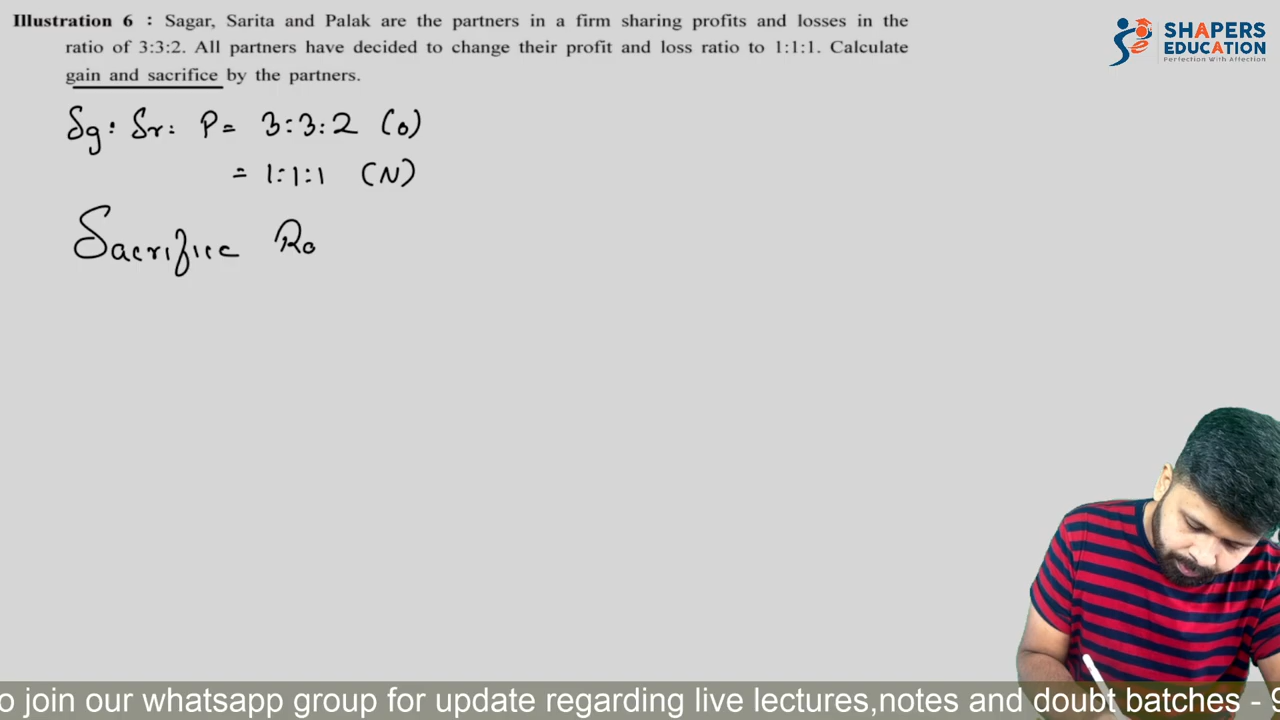 Illustration 6 : Sagar, Sarita and Palak are the partners in a firm sharing profits and losses in the
ratio of 3:3:2. All partners have decided to change their profit and loss ratio to 1:1:1. Calculate
gain and sacrifice by the partners.
SHAPERS
EDUCATION
Perfection With Affection
Sg: Sr: P= 3:3:2 (O)
= 1:1:1 (N)
Sacrifice Ra
o join our whatsapp group for update regarding live lectures,notes and doubt batches - 9